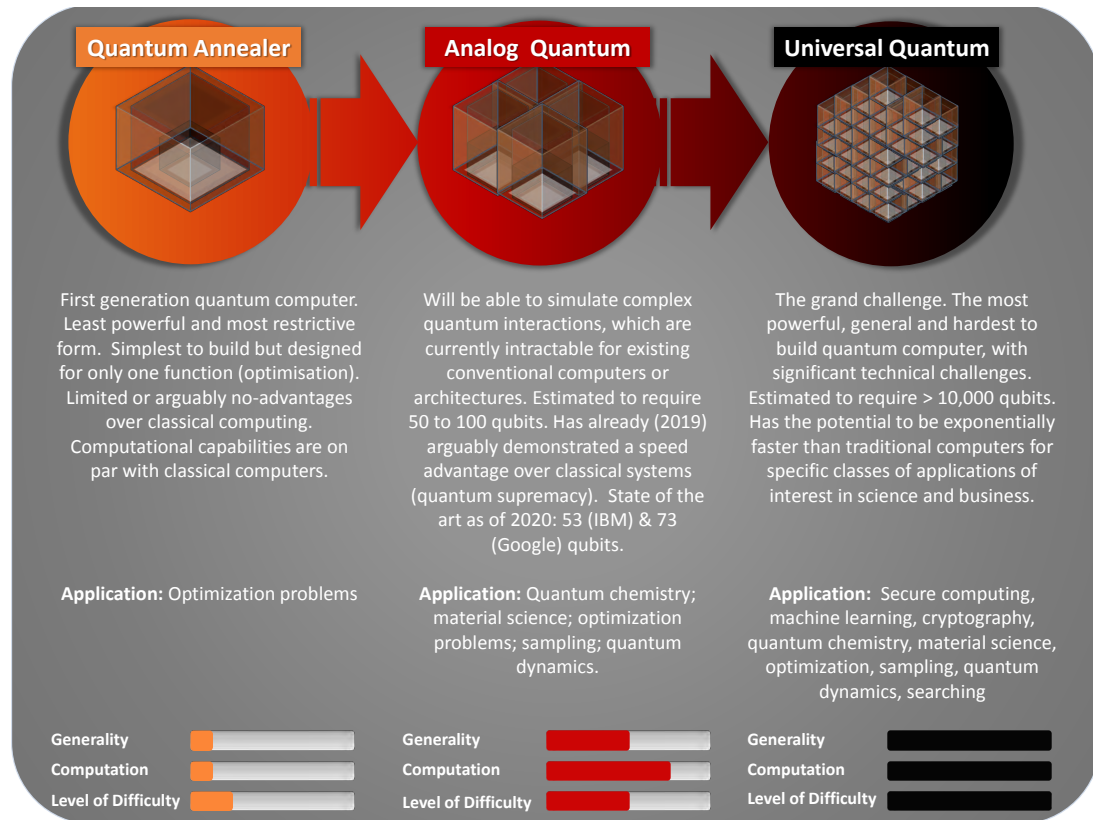 Quantum Annealer
First generation quantum computer.
Least powerful and most restrictive
form.  Simplest to build but designed
for only one function (optimisation).
Limited or arguably no-advantages
over classical computing.
Computational capabilities are on
par with classical computers.
Application: Optimization problems
Generality
Computation
Level of Difficulty
Analog  Quantum
Will be able to simulate complex
quantum interactions, which are
currently intractable for existing
conventional computers or
architectures. Estimated to require
50 to 100 qubits. Has already (2019)
arguably demonstrated a speed
advantage over classical systems
(quantum supremacy).  State of the
art as of 2020: 53 (IBM) & 73
(Google) qubits.
Application: Quantum chemistry;
material science; optimization
problems; sampling; quantum
dynamics.
Generality
Computation
Level of Difficulty
Universal Quantum
The grand challenge. The most
powerful, general and hardest to
build quantum computer, with
significant technical challenges.
Estimated to require > 10,000 qubits.
Has the potential to be exponentially
faster than traditional computers for
specific classes of applications of
interest in science and business.
Application:  Secure computing,
machine learning, cryptography,
quantum chemistry, material science,
optimization, sampling, quantum
dynamics, searching
Generality
Computation
Level of Difficulty